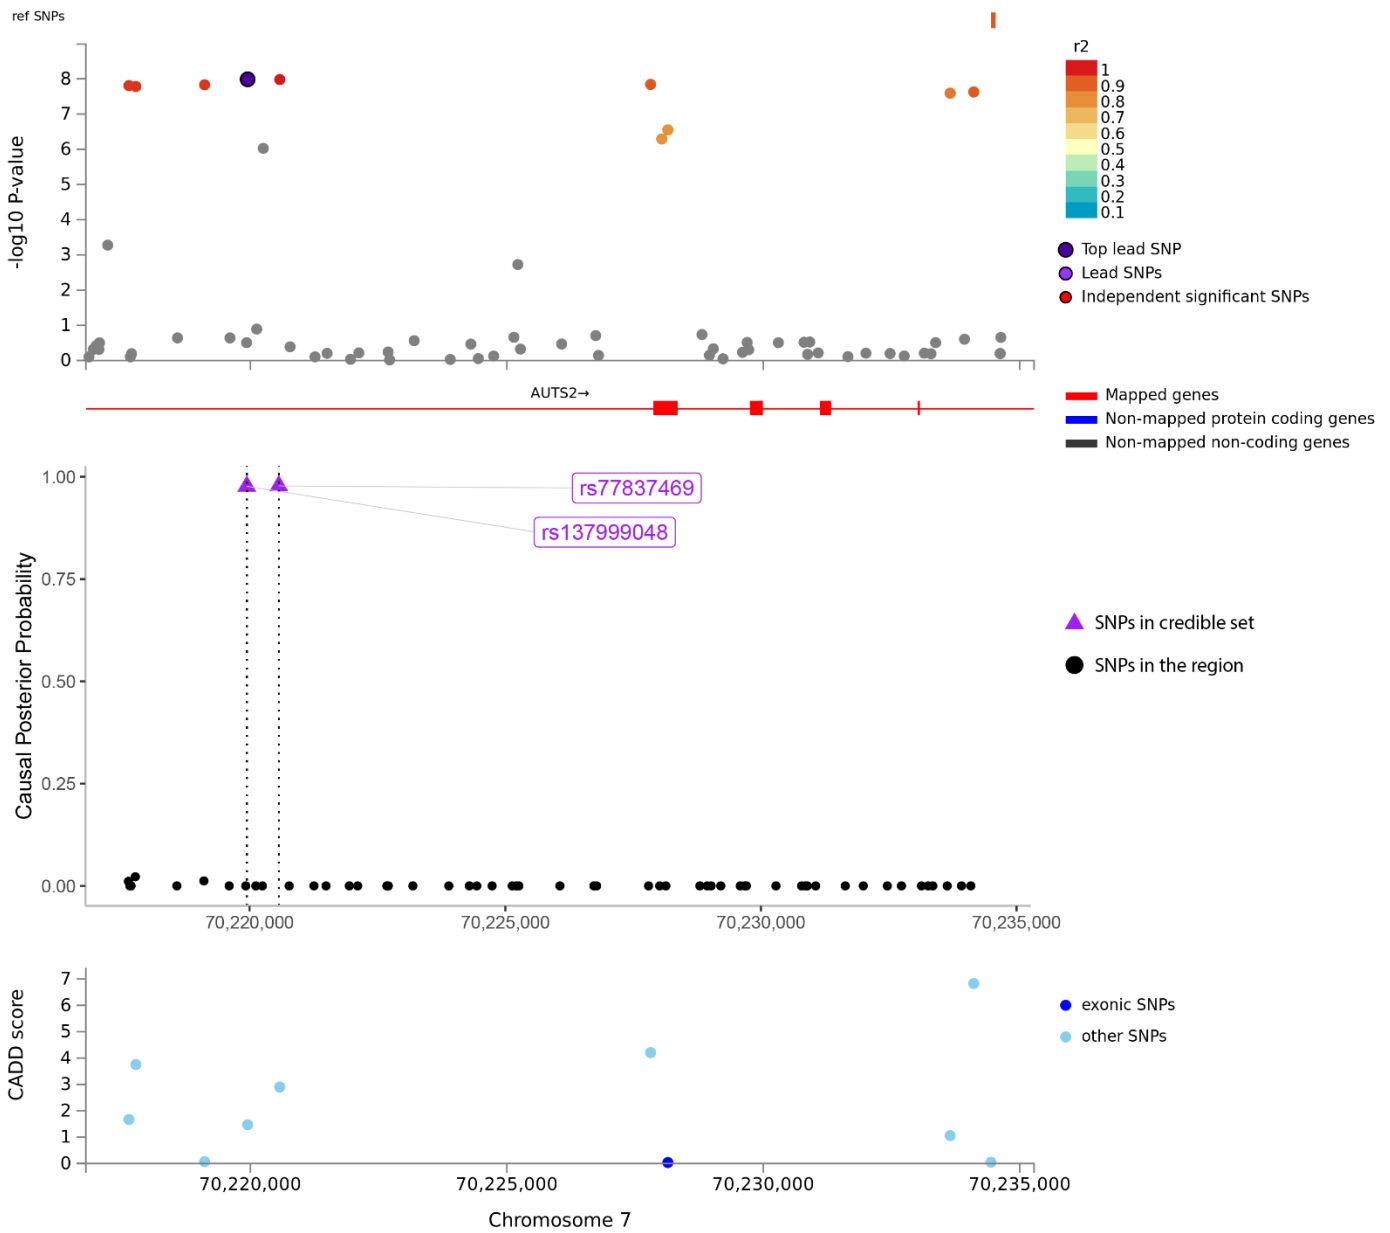 ref SNPs
-log10 P-value
8
7
6
5
4
3
2
1
0
r2
1
0.9
0.8
0.7
0.6
0.5
0.4
0.3
0.2
0.1
Top lead SNP
Lead SNPs
Independent significant SNPs
AUTS2→
Mapped genes
Non-mapped protein coding genes
Non-mapped non-coding genes
Causal Posterior Probability
1.00
0.75
0.50
0.25
0.00
rs77837469
rs137999048
SNPs in credible set
SNPs in the region
70,220,000
70,225,000
70,230,000
70,235,000
CADD score
7
6
5
4
3
2
1
0
exonic SNPs
other SNPs
70,220,000
70,225,000
70,230,000
70,235,000
Chromosome 7